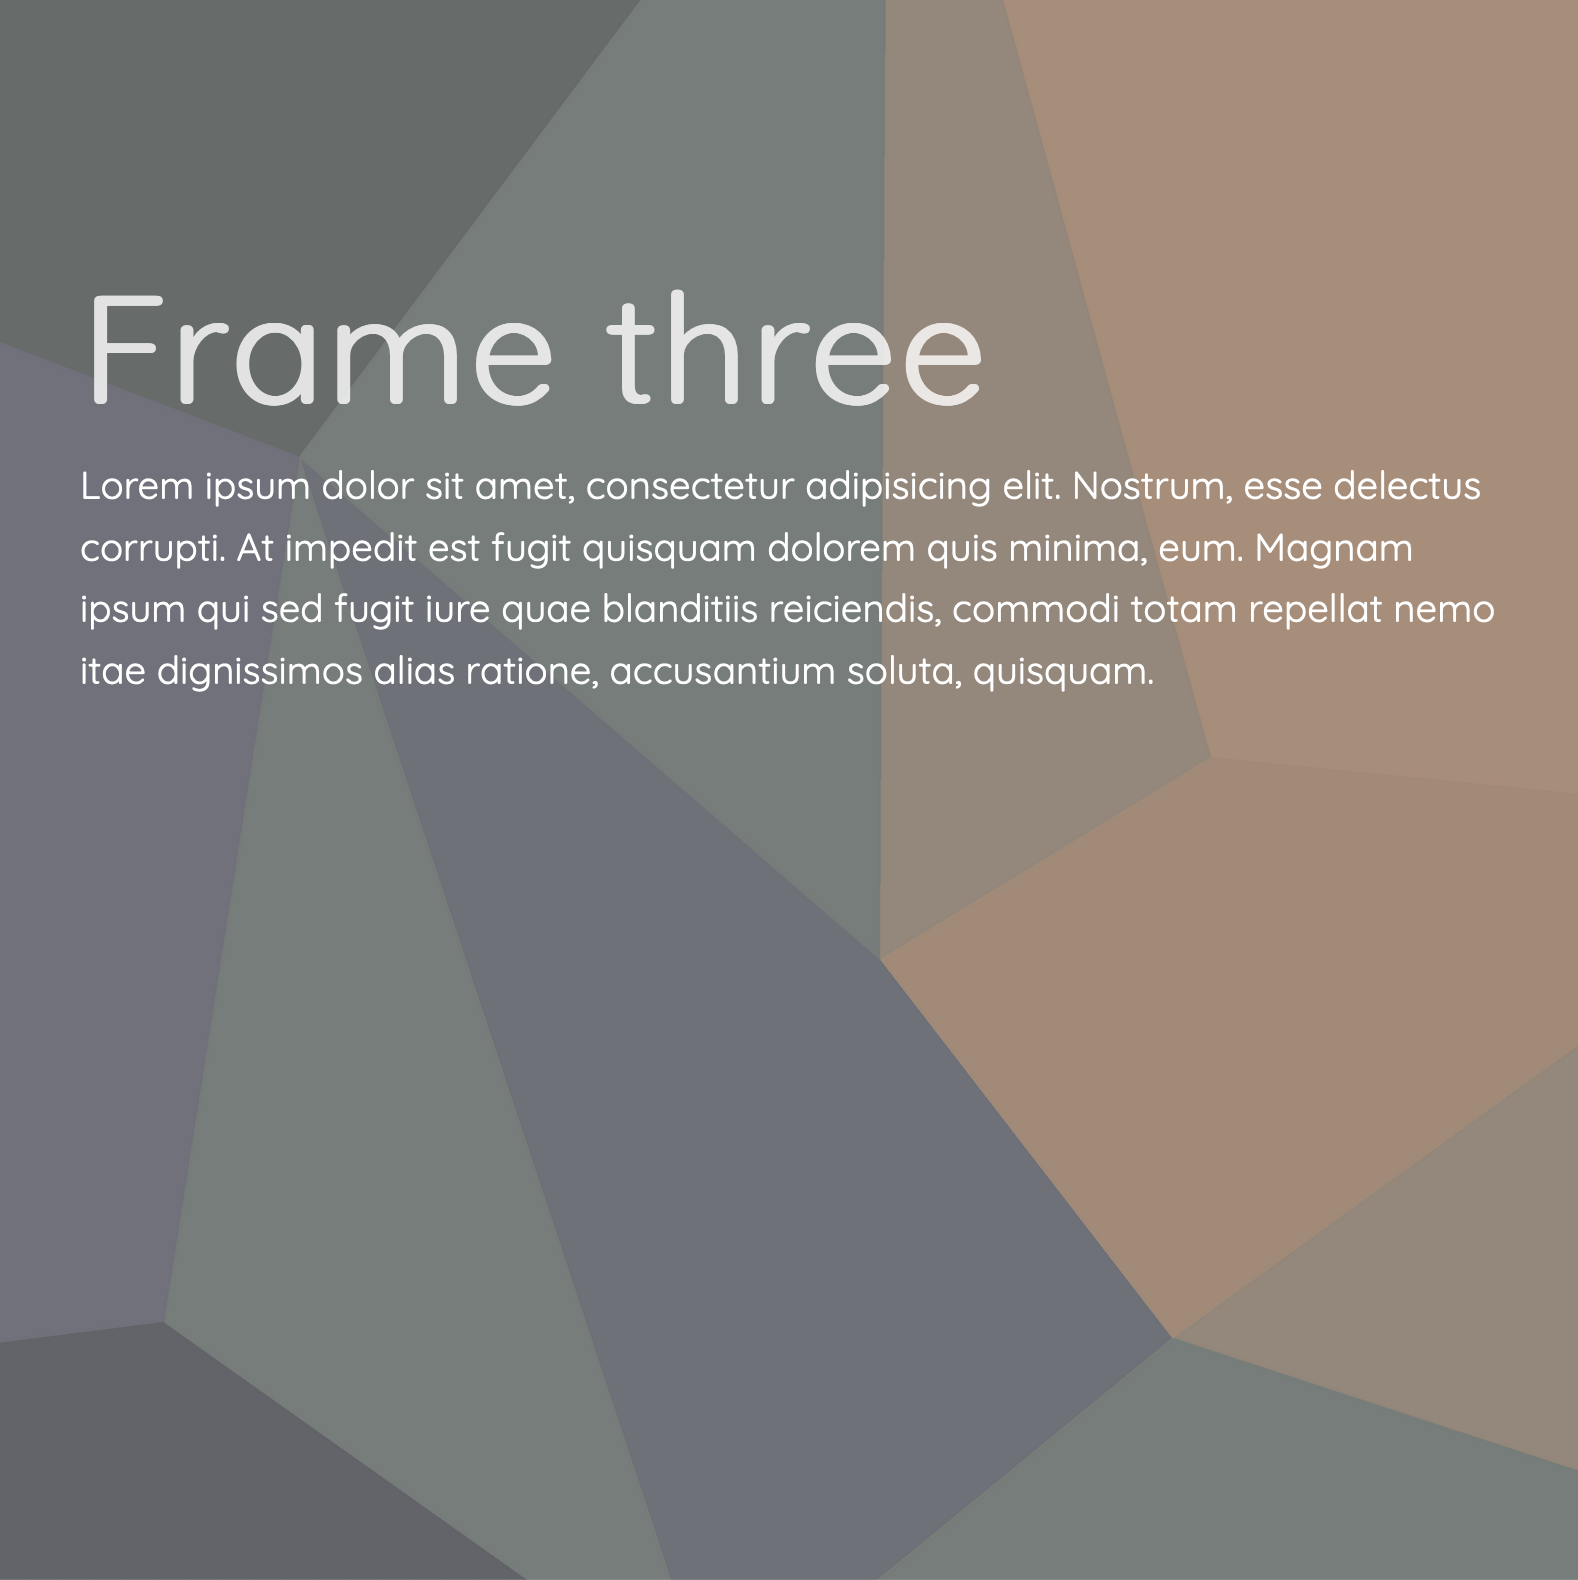 Frame three
Lorem ipsum dolor sit amet, consectetur adipisicing elit. Nostrum, esse delectus
corrupti. At impedit est fugit quisquam dolorem quis minima, eum. Magnam
ipsum qui sed fugit iure quae blanditiis reiciendis, commodi totam repellat nemo
itae dignissimos alias ratione, accusantium soluta, quisquam.